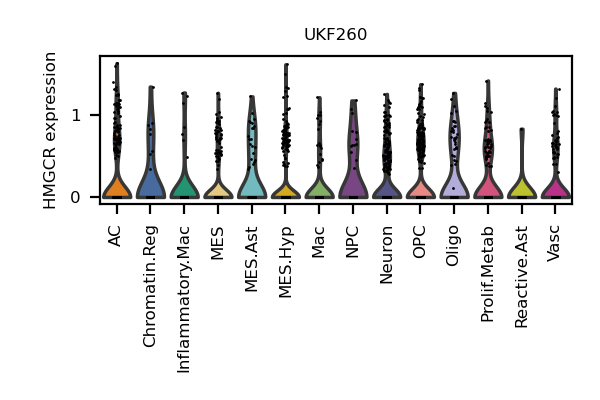 UKF260
HMGCR expression
1
0
AC
Chromatin.Reg
Inflammatory.Mac
MES
MES.Ast
MES.Hyp
Mac
NPC
Neuron
OPC
Oligo
Prolif.Metab
Reactive.Ast
Vasc